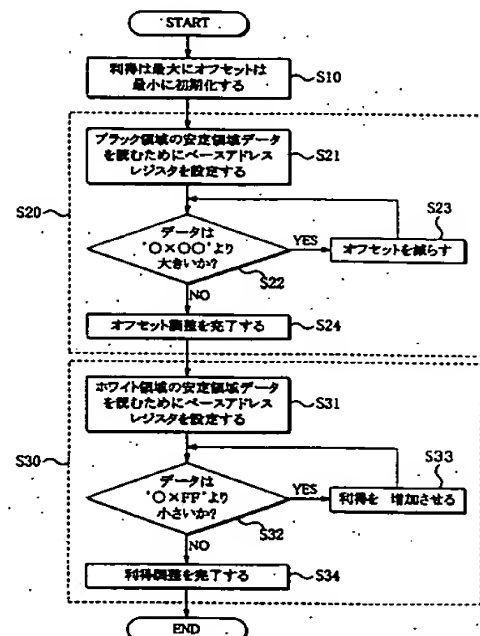 START
利得は最大にオフセットは
最小に初期化する
S10
ブラック領域の安定領域データ
を読むためにベースアドレス
レジスタを設定する
S21
S20
データは
"○×○○"より
大きいか?
S22
YES
S23
オフセットを減らす
NO
オフセット調整を完了する
S24
ホワイト領域の安定領域データ
を読むためにベースアドレス
レジスタを設定する
S31
S30
データは
"○×FF"より
小さいか?
S32
YES
S33
利得を 増加させる
NO
利得調整を完了する
S34
END